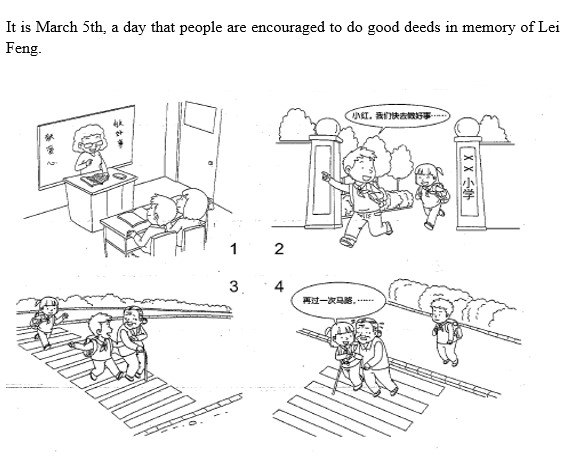 It is March 5th, a day that people are encouraged to do good deeds in memory of Lei
Feng.
献爱心
做好事
1
小红，我们快去做好事……
××小学
2
3
再过一次马路。……
4